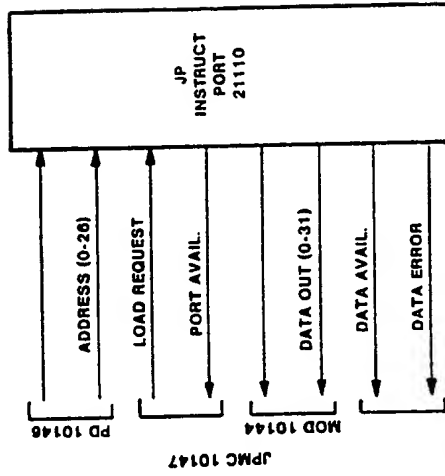 JP
INSTRUCT
PORT
21110
ADDRESS (0-26)
LOAD REQUEST
PORT AVAIL.
DATA OUT (0-31)
DATA AVAIL.
DATA ERROR
PD 10146
MOD 10144
JPMC 10147